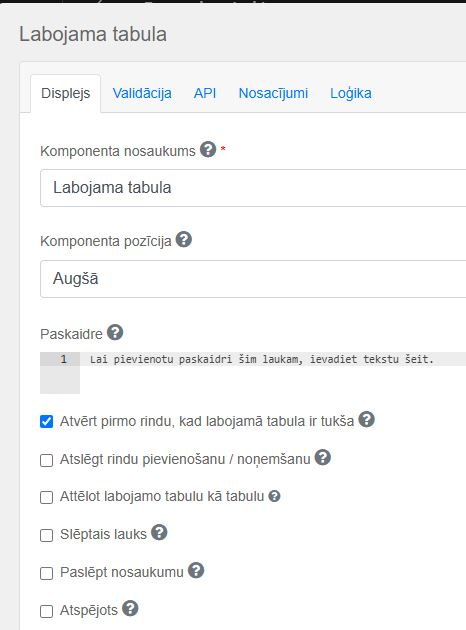 Labojama tabula
Displejs Validācija API Nosacījumi Loģika
Komponenta nosaukums ? *
Labojama tabula
Komponenta pozīcija ?
Augšā
Paskaidre ?
1 Lai pievienotu paskaidri šim laukam, ievadiet tekstu šeit.
Atvērt pirmo rindu, kad labojamā tabula ir tukša ?
Atslēgt rindu pievienošanu / noņemšanu ?
Attēlot labojamo tabulu kā tabulu ?
Slēptais lauks ?
Paslēpt nosaukumu ?
Atspējots ?